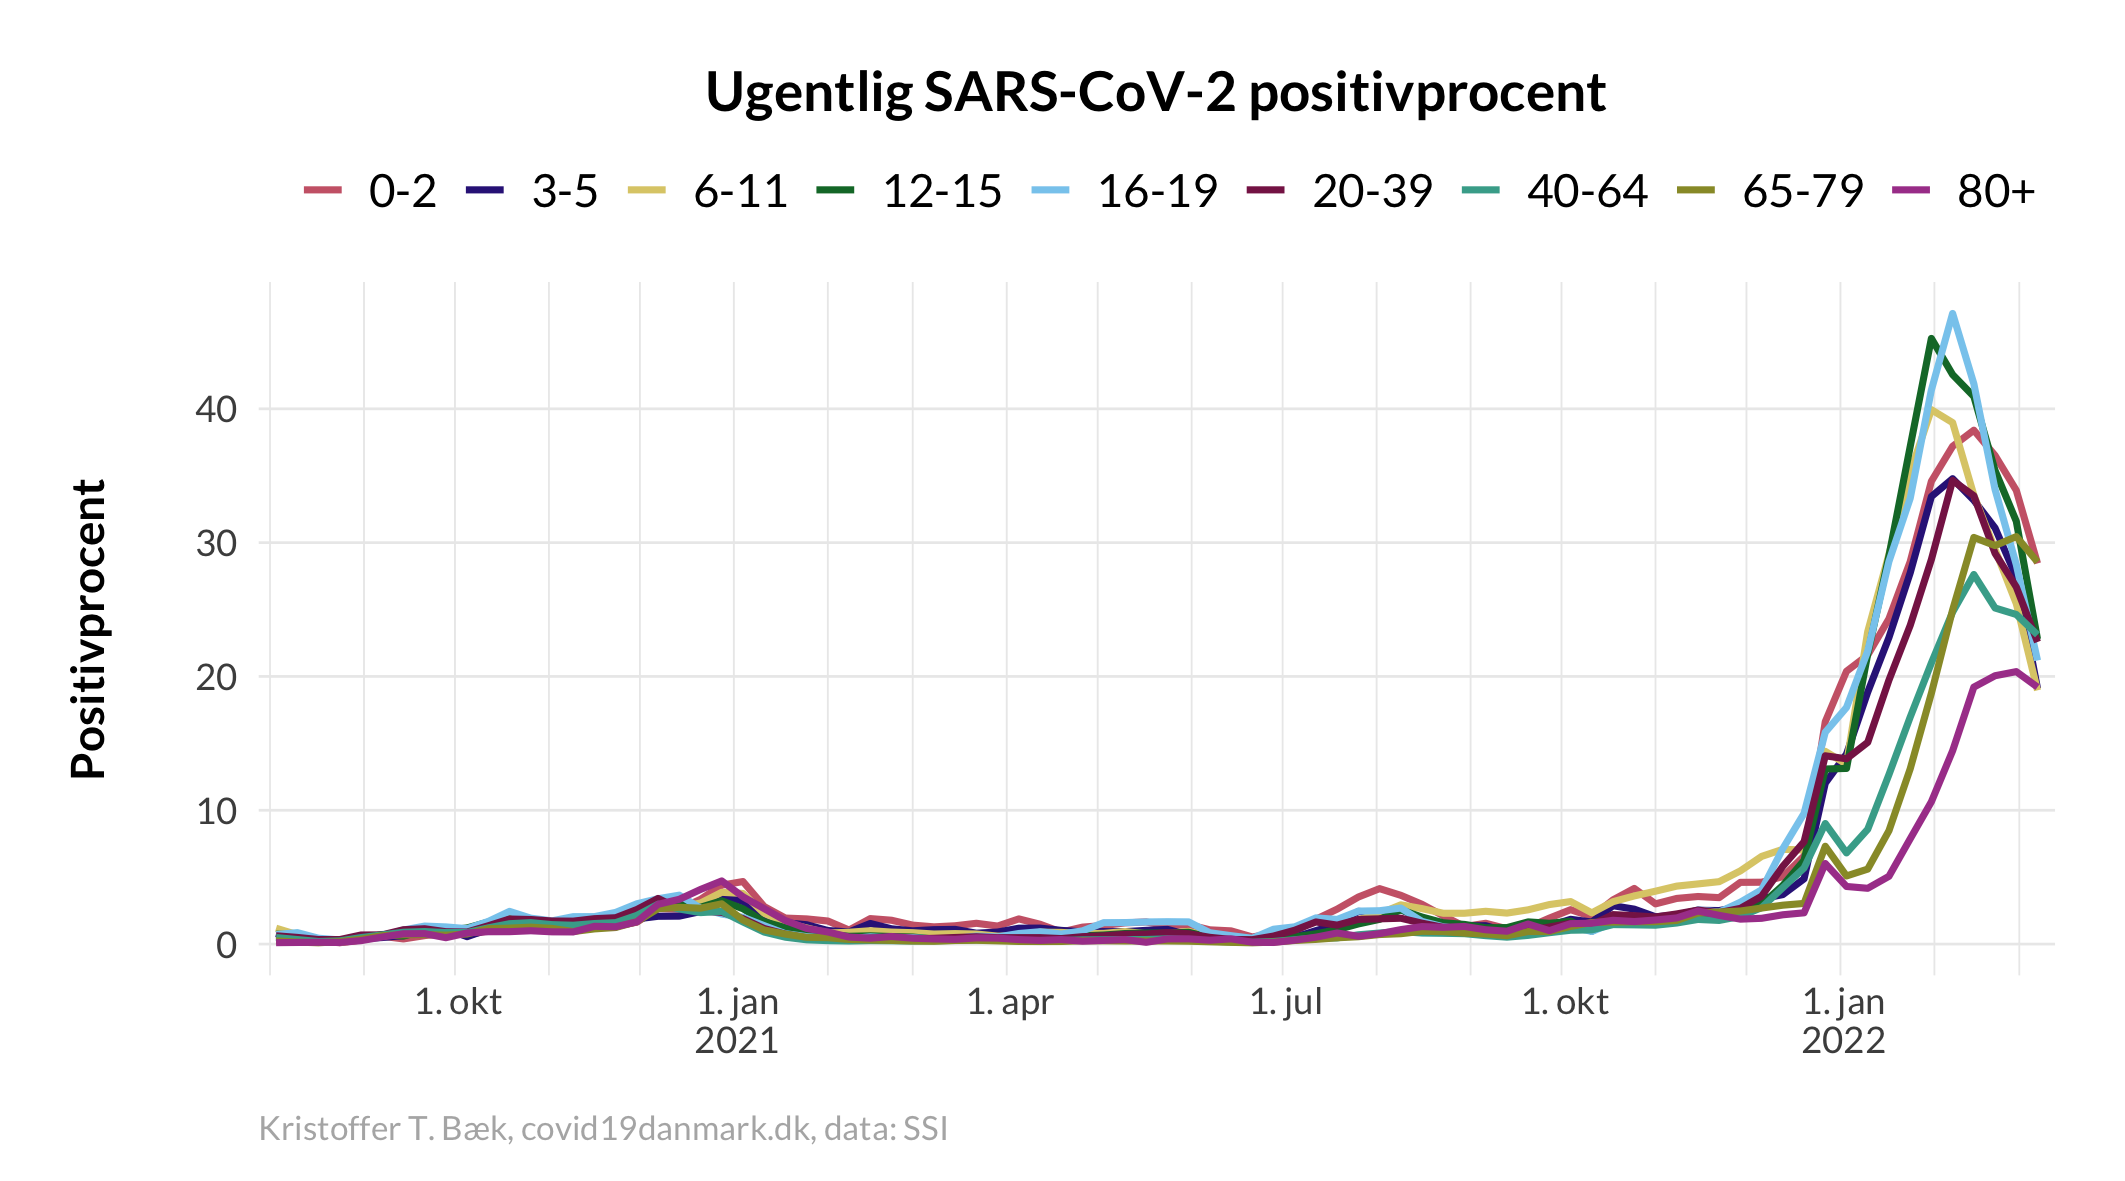 Ugentlig SARS-CoV-2 positivprocent
0-2 3-5 6-11 12-15 16-19 20-39 40-64 65-79 80+
Positivprocent
40
30
20
10
0
1. okt 1. jan 1. apr 1. jul 1. okt 1. jan
2021 2022
Kristoffer T. Bæk, covid19danmark.dk, data: SSI